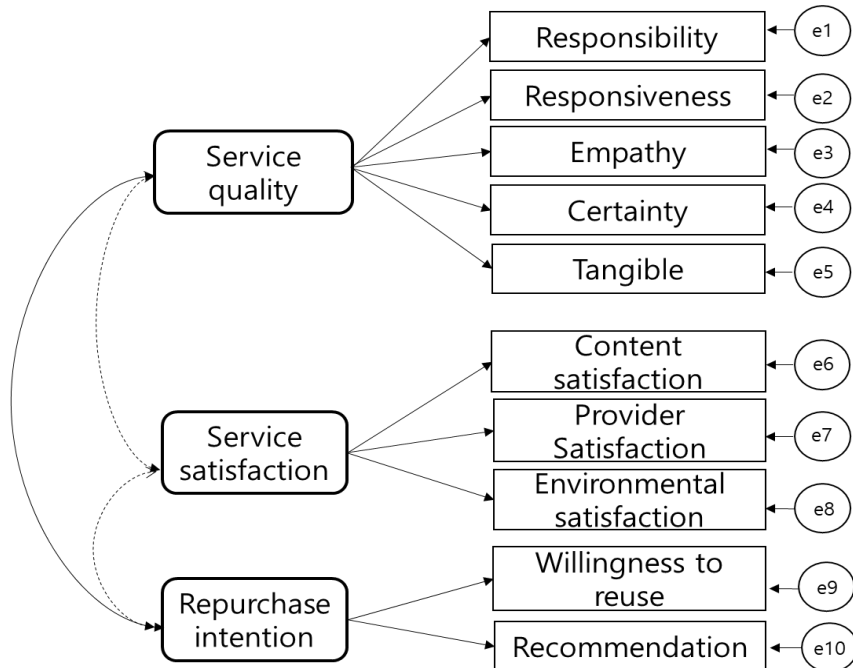 Responsibility
e1
Responsiveness
e2
Service
quality
Empathy
e3
Certainty
e4
Tangible
e5
Content
satisfaction
e6
Service
satisfaction
Provider
Satisfaction
e7
Environmental
satisfaction
e8
Repurchase
intention
Willingness to
reuse
e9
Recommendation
e10